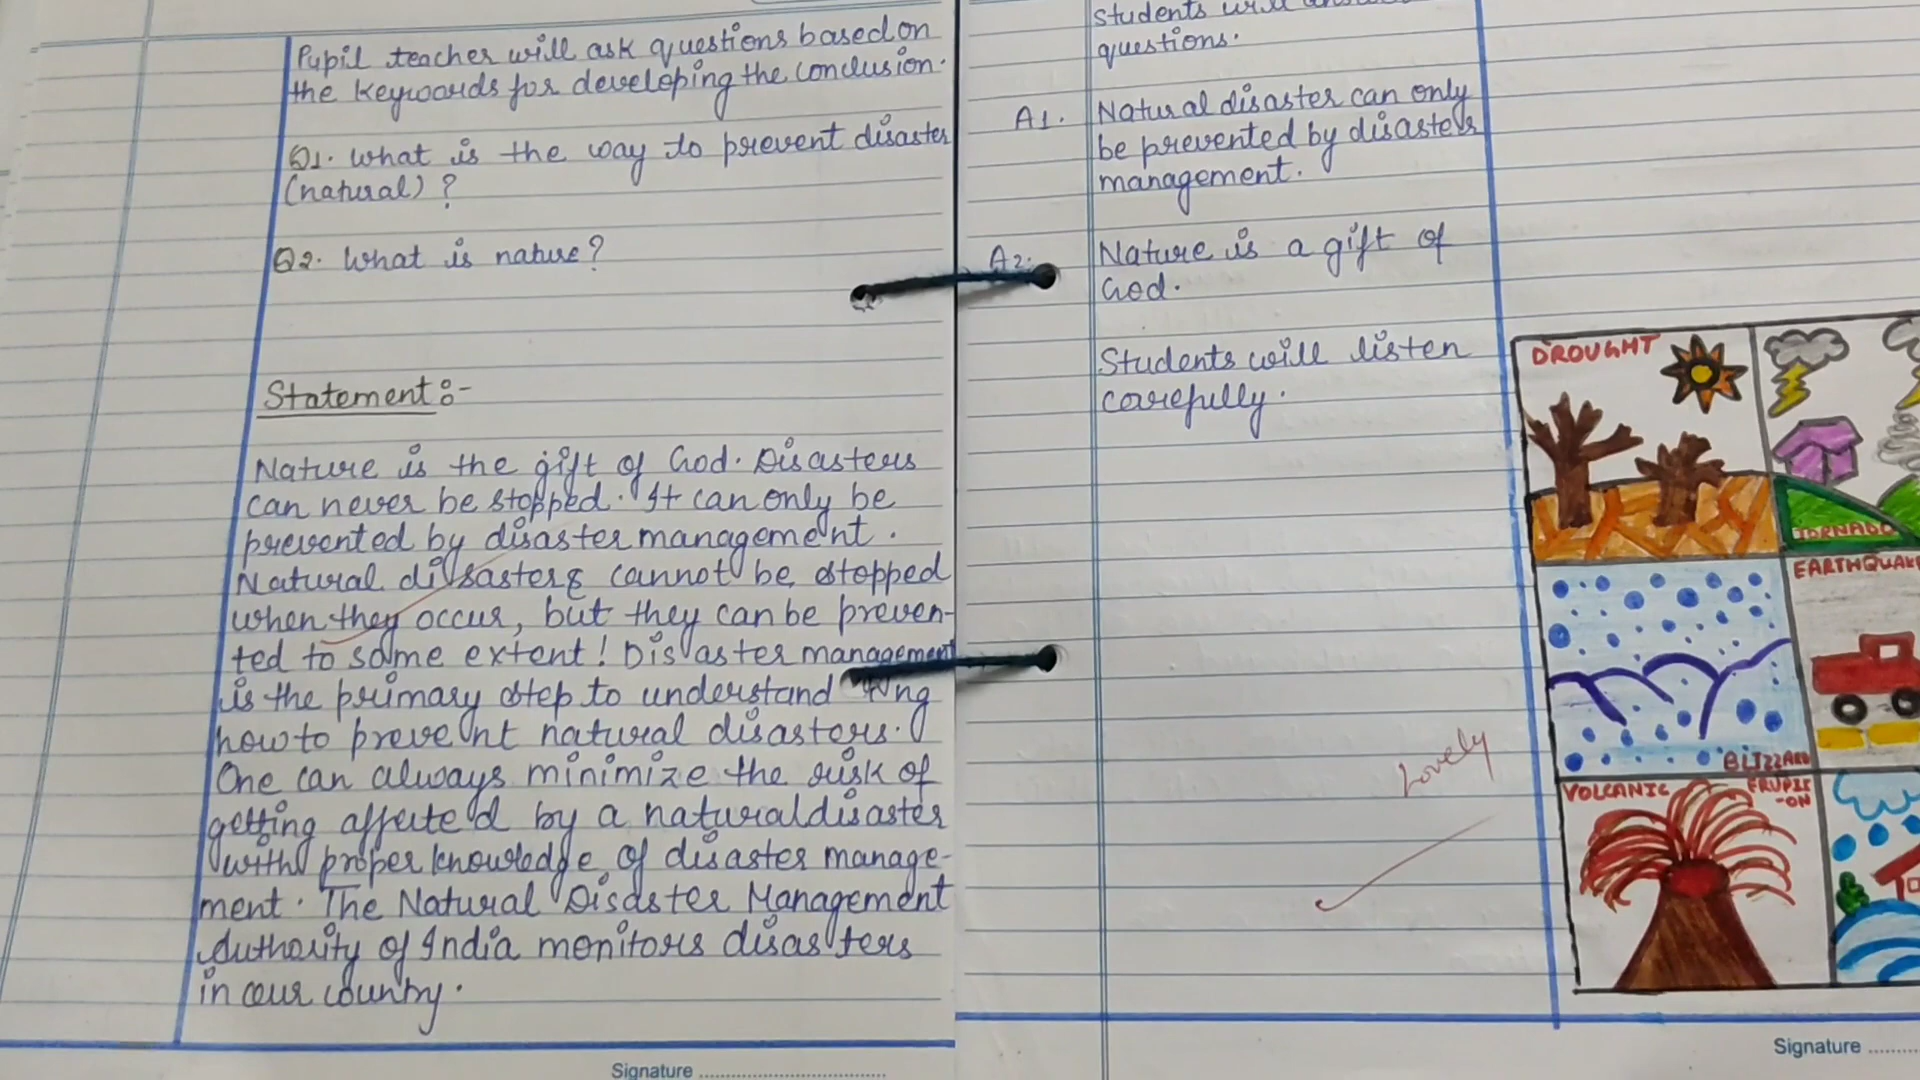 Pupil teacher will ask questions based on
the keywords for developing the conclusion.
Q1. What is the way to prevent disaster
(natural)?
Q2. What is nature?
Statement :-
Nature is the gift of God. Disasters
can never be stopped. It can only be
prevented by disaster management.
Natural disasters cannot be stopped
when they occur, but they can be preven-
ted to some extent! Disaster management
is the primary step to understand ing
how to prevent natural disasters.
One can always minimize the risk of
getting affected by a natural disaster
with proper knowledge of disaster manage-
ment. The Natural Disaster Management
Authority of India monitors disasters
in our country.
Signature
students will
questions.
A1. Natural disaster can only
be prevented by disasters
management.
A2. Nature is a gift of
God.
Students will listen
carefully.
Lovely
DROUGHT
TORNADO
EARTHQUAKE
BLIZZARD
VOLCANIC ERUPTI
-ON
Signature